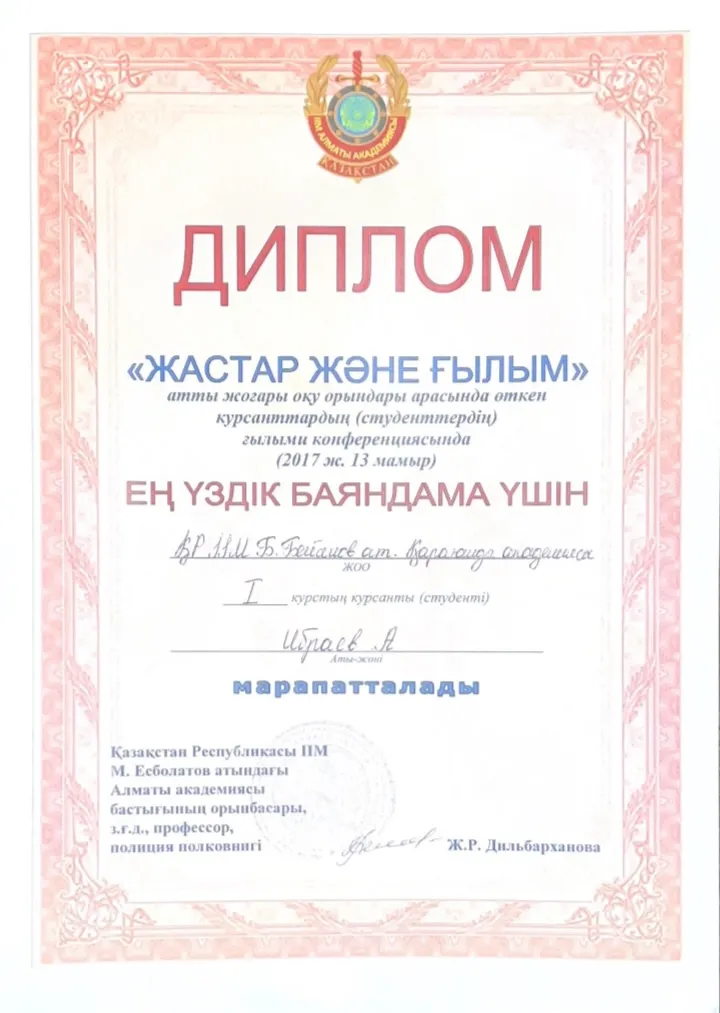 ІІМ АЛМАТЫ АКАДЕМИЯСЫ
ҚАЗАҚСТАН
ДИПЛОМ
«ЖАСТАР ЖӘНЕ ҒЫЛЫМ»
атты жоғары оқу орындары арасында өткен
курсанттардың (студенттердің)
ғылыми конференциясында
(2017 ж. 13 мамыр)
ЕҢ ҮЗДІК БАЯНДАМА ҮШІН
ҚР ІІМ Б. Бейсенов ат. Қарағанды академиясы
ЖОО
I курстың курсанты (студенті)
Ибраев А
Аты-жөні
марапатталады
Қазақстан Республикасы ІІМ
М. Есболатов атындағы
Алматы академиясы
бастығының орынбасары,
з.ғ.д., профессор,
полиция полковнигі Ж.Р. Дильбарханова